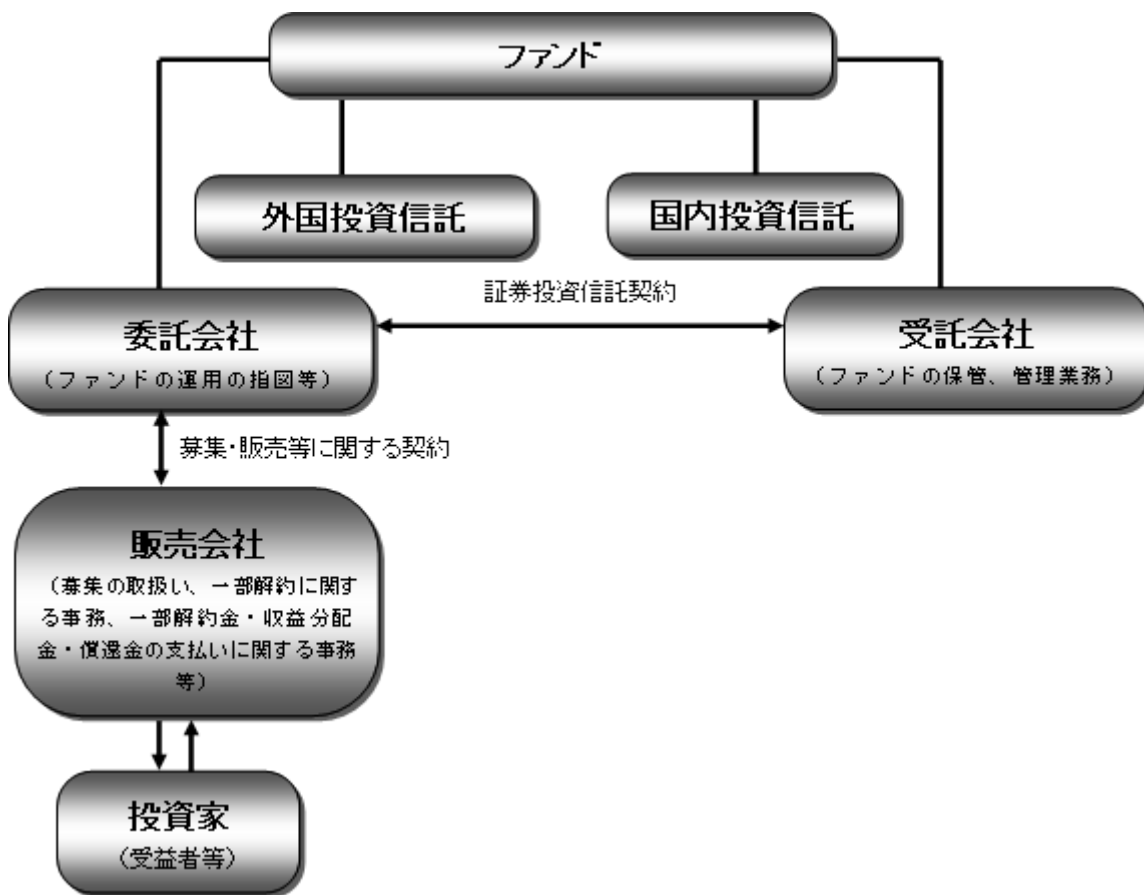 ファンド
外国投資信託
国内投資信託
証券投資信託契約
委託会社
(ファンドの運用の指図等)
受託会社
(ファンドの保管、管理業務)
募集・販売等に関する契約
販売会社
(募集の取扱い、一部解約に関す
る事務、一部解約金・収益分配
金・償還金の支払いに関する事務
等)
投資家
(受益者等)